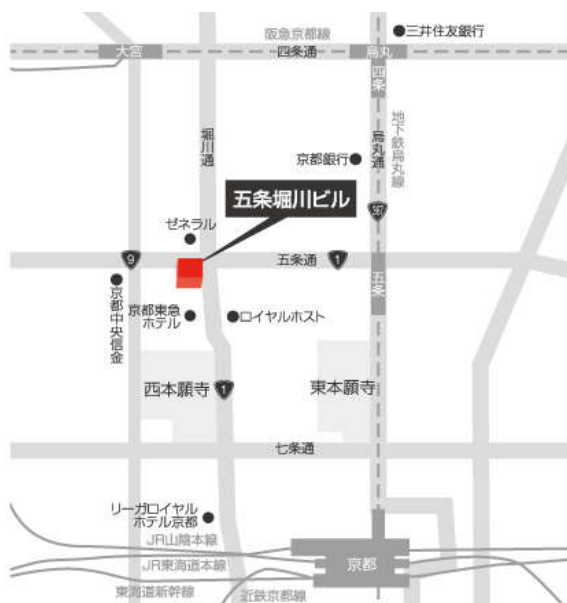 三井住友銀行
阪急京都線
大宮
四条通
烏丸
四条
地下鉄烏丸線
堀川通
烏丸通
京都銀行
五条堀川ビル
367
ゼネラル
9
五条通
1
五条
京都中央信金
京都東急
ホテル
ロイヤルホスト
西本願寺
1
東本願寺
七条通
リーガロイヤル
ホテル京都
JR山陰本線
京都
JR東海道本線
東海道新幹線
近鉄京都線